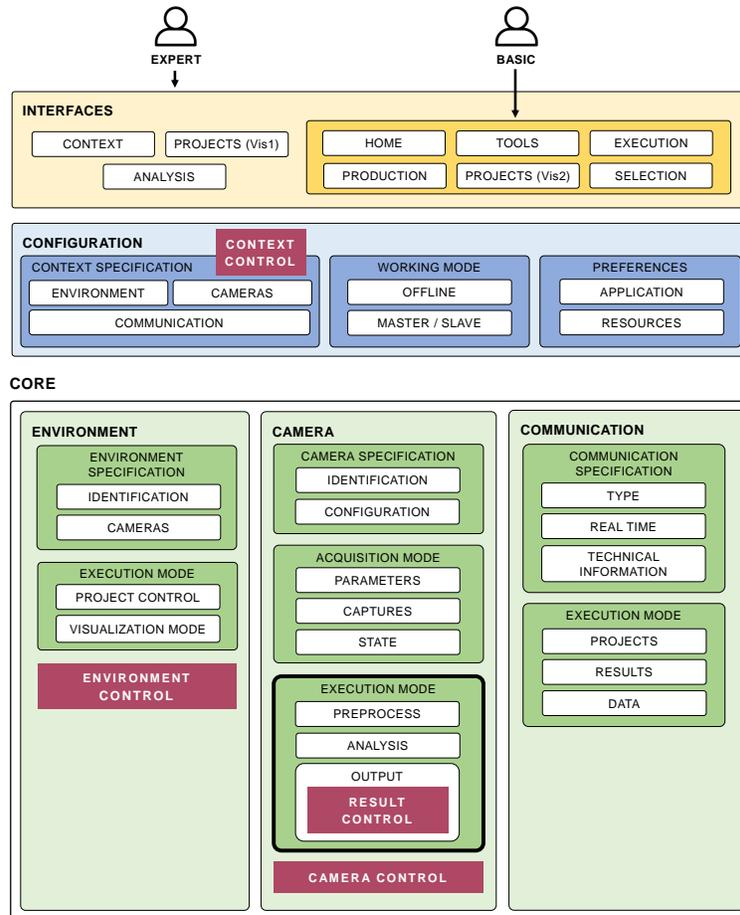 EXPERT
BASIC
INTERFACES
CONTEXT
PROJECTS (Vis1)
ANALYSIS
HOME
TOOLS
EXECUTION
PRODUCTION
PROJECTS (Vis2)
SELECTION
CONFIGURATION
CONTEXT
CONTROL
CONTEXT SPECIFICATION
ENVIRONMENT
CAMERAS
COMMUNICATION
WORKING MODE
OFFLINE
MASTER / SLAVE
PREFERENCES
APPLICATION
RESOURCES
CORE
ENVIRONMENT
ENVIRONMENT
SPECIFICATION
IDENTIFICATION
CAMERAS
EXECUTION MODE
PROJECT CONTROL
VISUALIZATION MODE
ENVIRONMENT
CONTROL
CAMERA
CAMERA SPECIFICATION
IDENTIFICATION
CONFIGURATION
ACQUISITION MODE
PARAMETERS
CAPTURES
STATE
EXECUTION MODE
PREPROCESS
ANALYSIS
OUTPUT
RESULT
CONTROL
CAMERA CONTROL
COMMUNICATION
COMMUNICATION
SPECIFICATION
TYPE
REAL TIME
TECHNICAL
INFORMATION
EXECUTION MODE
PROJECTS
RESULTS
DATA